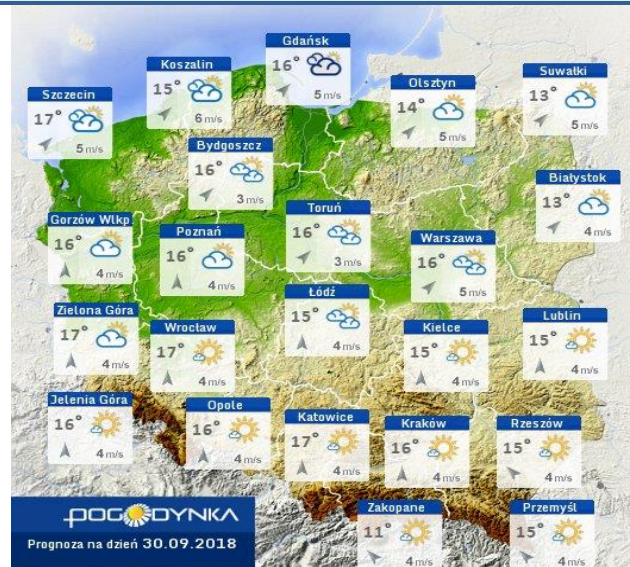 Gdańsk
16°
5 m/s
Koszalin
15°
6 m/s
Suwałki
13°
5 m/s
Olsztyn
14°
5 m/s
Szczecin
17°
5 m/s
Bydgoszcz
16°
3 m/s
Białystok
13°
4 m/s
Gorzów Wlkp.
16°
4 m/s
Poznań
16°
4 m/s
Toruń
16°
3 m/s
Warszawa
16°
5 m/s
Łódź
15°
4 m/s
Zielona Góra
17°
4 m/s
Wrocław
17°
4 m/s
Kielce
15°
4 m/s
Lublin
15°
4 m/s
Jelenia Góra
16°
4 m/s
Opole
16°
4 m/s
Katowice
17°
4 m/s
Kraków
16°
4 m/s
Rzeszów
15°
4 m/s
Zakopane
11°
4 m/s
Przemyśl
15°
4 m/s
POGODYNKA
Prognoza na dzień 30.09.2018